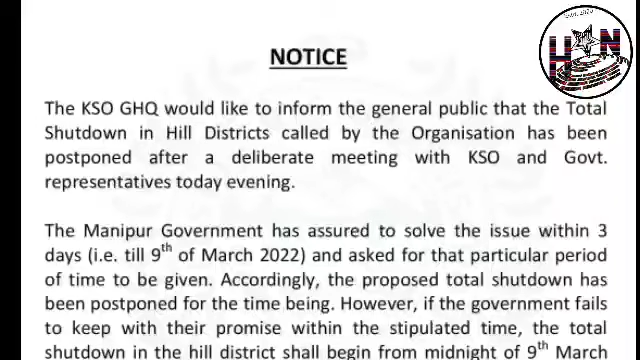 NOTICE
The KSO GHQ would like to inform the general public that the Total
Shutdown in Hill Districts called by the Organisation has been
postponed after a deliberate meeting with KSO and Govt.
representatives today evening.
The Manipur Government has assured to solve the issue within 3
days (i.e. till 9th of March 2022) and asked for that particular period
of time to be given. Accordingly, the proposed total shutdown has
been postponed for the time being. However, if the government fails
to keep with their promise within the stipulated time, the total
shutdown in the hill district shall begin from midnight of 9th March